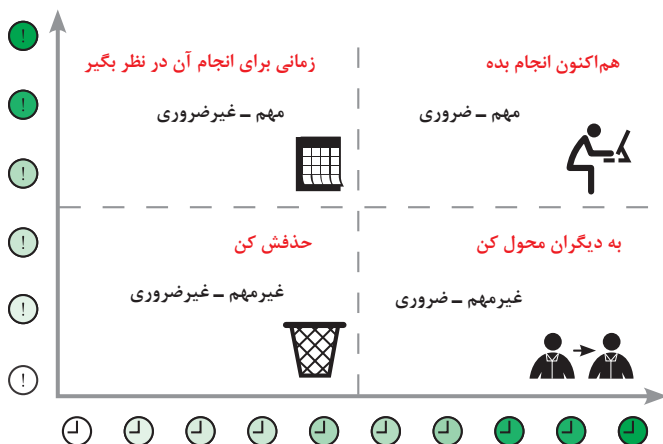 هم‌اکنون انجام بده
مهم – ضروری
زمانی برای انجام آن در نظر بگیر
مهم – غیرضروری
به دیگران محول کن
غیرمهم – ضروری
حذفش کن
غیرمهم – غیرضروری
!
!
!
!
!
!